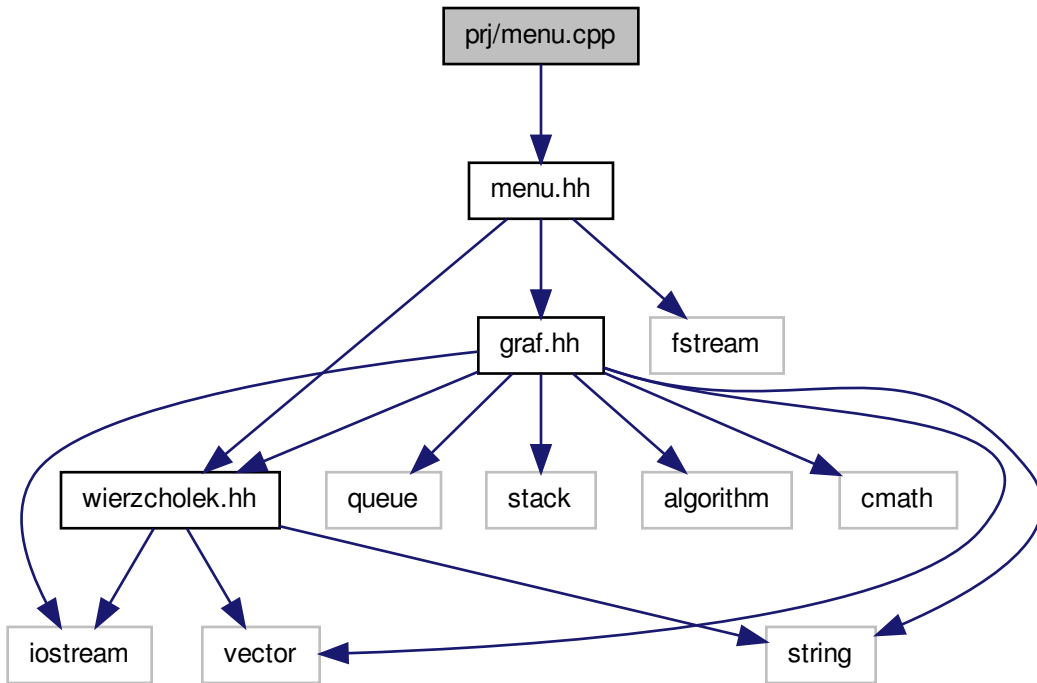 prj/menu.cpp
menu.hh
graf.hh
fstream
wierzcholek.hh
queue
stack
algorithm
cmath
iostream
vector
string